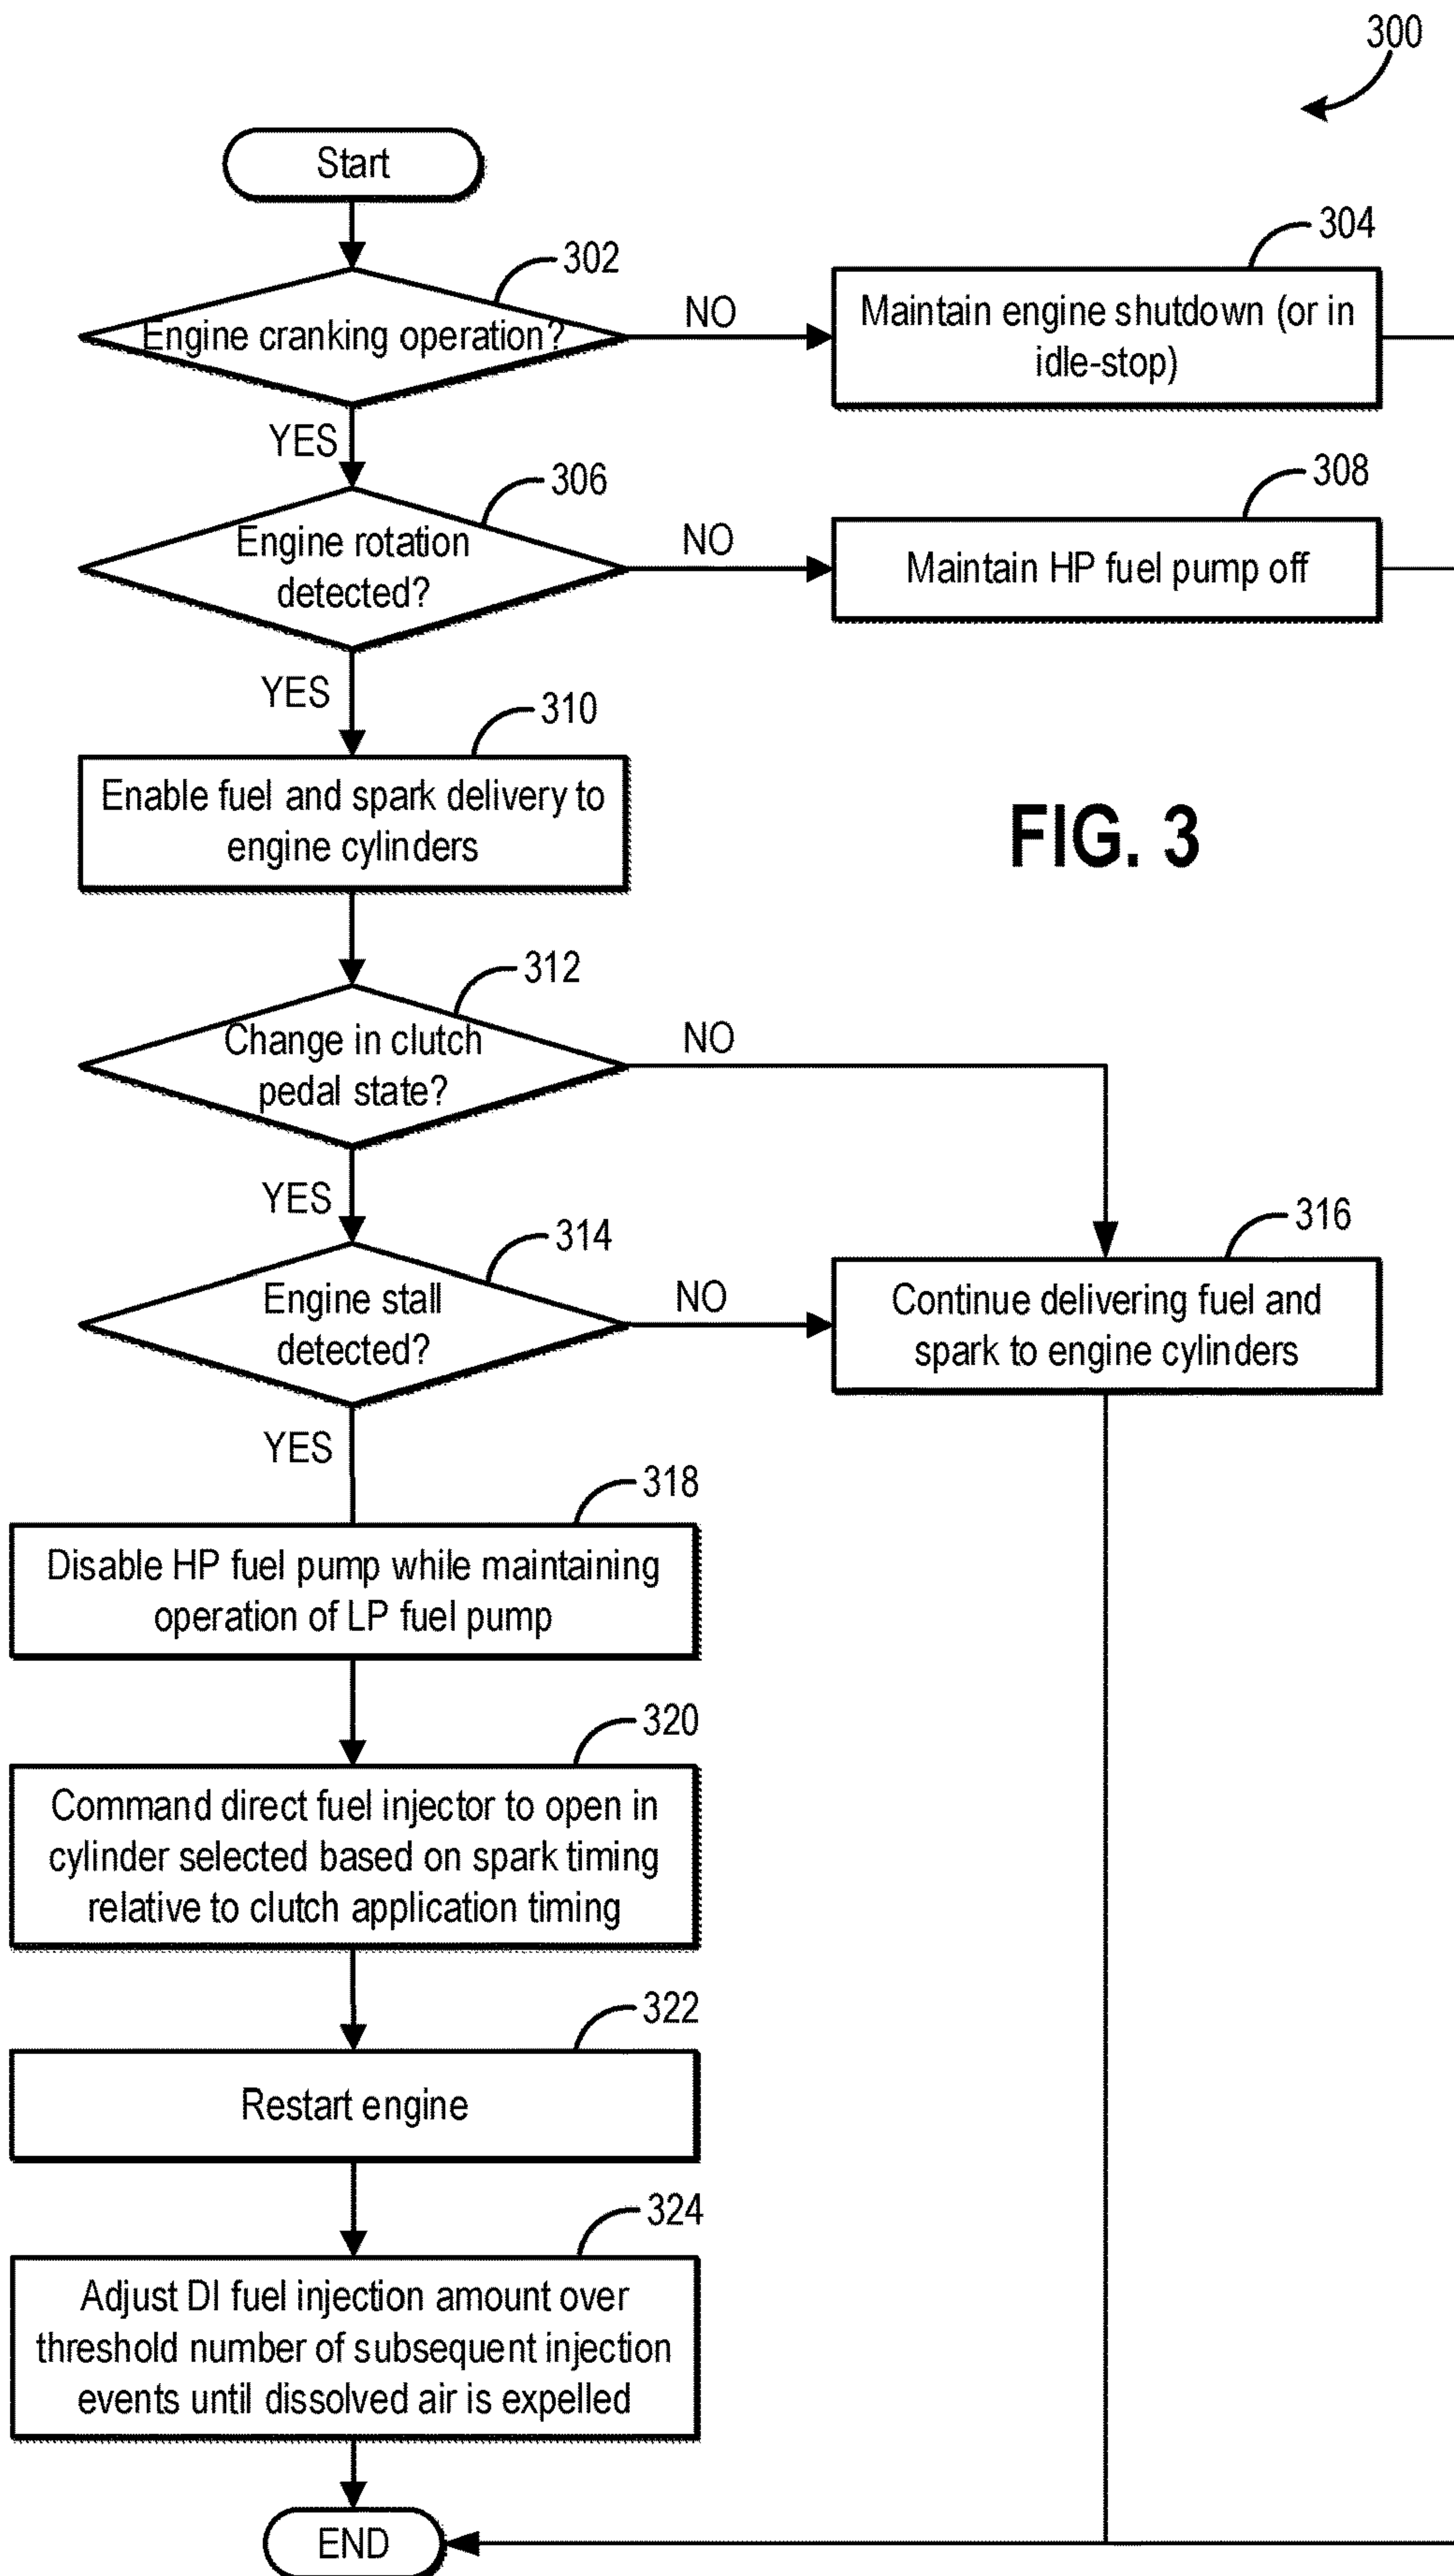 300
Start
302
304
Engine cranking operation?
NO
Maintain engine shutdown (or in
idle-stop)
YES
306
308
Engine rotation
detected?
NO
Maintain HP fuel pump off
YES
310
Enable fuel and spark delivery to
engine cylinders
FIG. 3
312
Change in clutch
pedal state?
NO
YES
314
316
Engine stall
detected?
NO
Continue delivering fuel and
spark to engine cylinders
YES
318
Disable HP fuel pump while maintaining
operation of LP fuel pump
320
Command direct fuel injector to open in
cylinder selected based on spark timing
relative to clutch application timing
322
Restart engine
324
Adjust DI fuel injection amount over
threshold number of subsequent injection
events until dissolved air is expelled
END